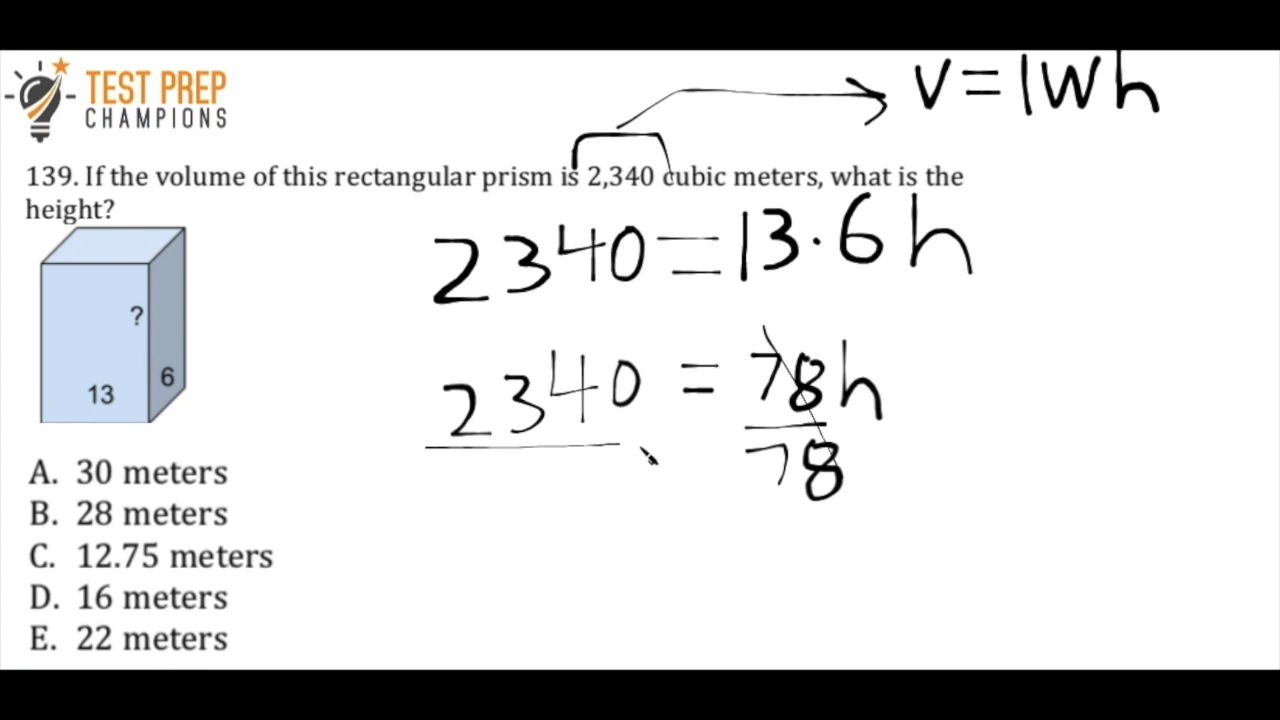 TEST PREP
CHAMPIONS
V=lwh
139. If the volume of this rectangular prism is 2,340 cubic meters, what is the
height?
2340=13·6h
?
6
13
2340 = 78h
78
A. 30 meters
B. 28 meters
C. 12.75 meters
D. 16 meters
E. 22 meters